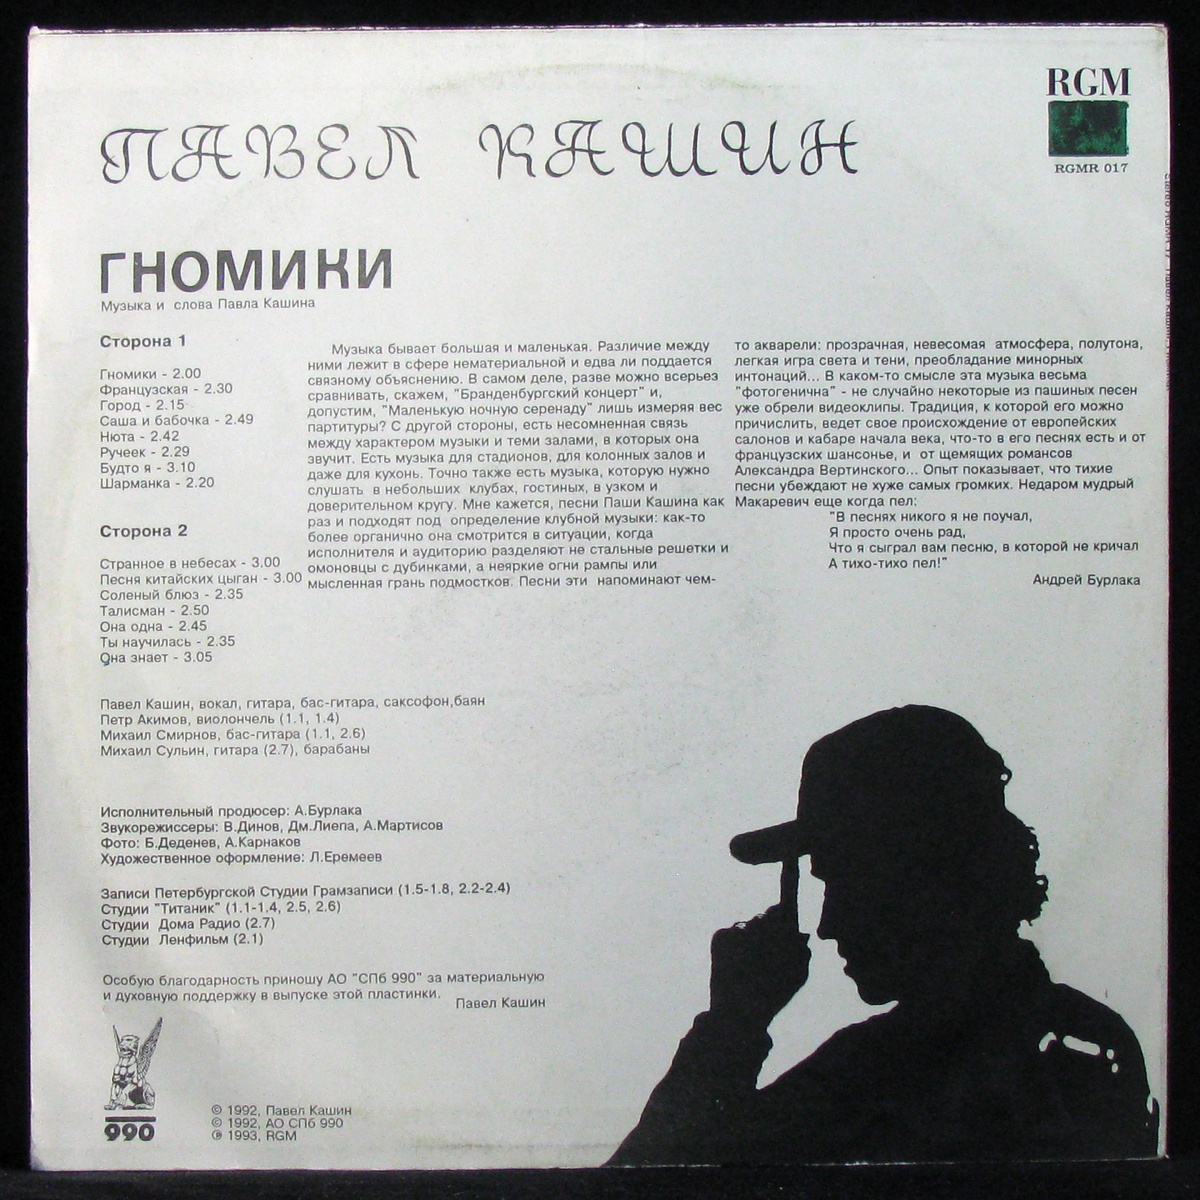 RGM
RGMR 017
ПАВЕЛ КАШИН
ГНОМИКИ
Музыка и слова Павла Кашина
Сторона 1
Гномики - 2.00
Французская - 2.30
Город - 2.15
Саша и бабочка - 2.49
Нюта - 2.42
Ручеек - 2.29
Будто я - 3.10
Шарманка - 2.20
Сторона 2
Странное в небесах - 3.00
Песня китайских цыган - 3.00
Соленый блюз - 2.35
Талисман - 2.50
Она одна - 2.45
Ты научилась - 2.35
Она знает - 3.05
Музыка бывает большая и маленькая. Различие между
ними лежит в сфере нематериальной и едва ли поддается
связному объяснению. В самом деле, разве можно всерьез
сравнивать, скажем, "Бранденбургский концерт" и,
допустим, "Маленькую ночную серенаду" лишь измеряя вес
партитуры? С другой стороны, есть несомненная связь
между характером музыки и теми залами, в которых она
звучит. Есть музыка для стадионов, для колонных залов и
даже для кухонь. Точно также есть музыка, которую нужно
слушать в небольших клубах, гостиных, в узком и
доверительном кругу. Мне кажется, песни Паши Кашина как
раз и подходят под определение клубной музыки: как-то
более органично она смотрится в ситуации, когда
исполнителя и аудиторию разделяют не стальные решетки и
омоновцы с дубинками, а неяркие огни рампы или
мысленная грань подмостков. Песни эти напоминают чем-
то акварели: прозрачная, невесомая атмосфера, полутона,
легкая игра света и тени, преобладание минорных
интонаций... В каком-то смысле эта музыка весьма
"фотогенична" - не случайно некоторые из пашиных песен
уже обрели видеоклипы. Традиция, к которой его можно
причислить, ведет свое происхождение от европейских
салонов и кабаре начала века, что-то в его песнях есть и от
французских шансонье, и от щемящих романсов
Александра Вертинского... Опыт показывает, что тихие
песни убеждают не хуже самых громких. Недаром мудрый
Макаревич еще когда пел:
"В песнях никого я не поучал,
Я просто очень рад,
Что я сыграл вам песню, в которой не кричал
А тихо-тихо пел!"
Андрей Бурлака
Павел Кашин, вокал, гитара, бас-гитара, саксофон,баян
Петр Акимов, виолончель (1.1, 1.4)
Михаил Смирнов, бас-гитара (1.1, 2.6)
Михаил Сульин, гитара (2.7), барабаны
Исполнительный продюсер: А.Бурлака
Звукорежиссеры: В.Динов, Дм.Лиепа, А.Мартисов
Фото: Б.Деденев, А.Карнаков
Художественное оформление: Л.Еремеев
Записи Петербургской Студии Грамзаписи (1.5-1.8, 2.2-2.4)
Студии "Титаник" (1.1-1.4, 2.5, 2.6)
Студии Дома Радио (2.7)
Студии Ленфильм (2.1)
Особую благодарность приношу АО "СПб 990" за материальную
и духовную поддержку в выпуске этой пластинки.
Павел Кашин
990
© 1992, Павел Кашин
© 1992, АО СПб 990
℗ 1993, RGM